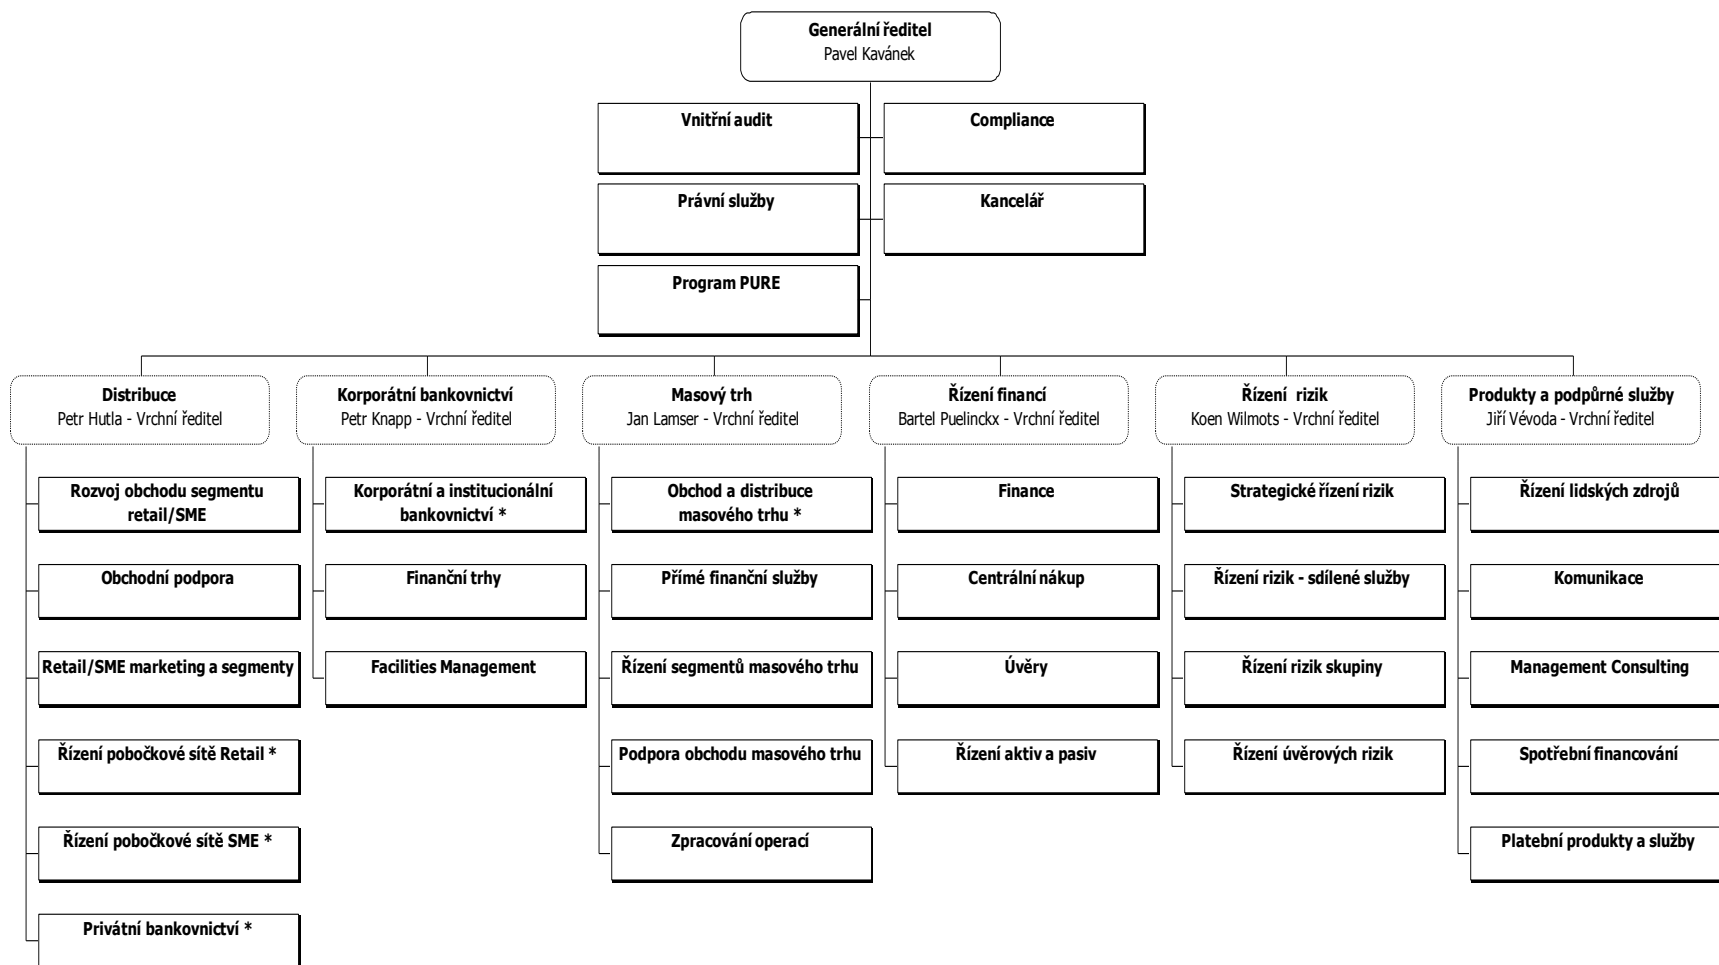 Generální ředitel
Pavel Kavánek
Vnitřní audit
Compliance
Právní služby
Kancelář
Program PURE
Distribuce
Petr Hutla - Vrchní ředitel
Korporátní bankovnictví
Petr Knapp - Vrchní ředitel
Masový trh
Jan Lamser - Vrchní ředitel
Řízení financí
Bartel Puelinckx - Vrchní ředitel
Řízení rizik
Koen Wilmots - Vrchní ředitel
Produkty a podpůrné služby
Jiří Vévoda - Vrchní ředitel
Rozvoj obchodu segmentu
retail/SME
Obchodní podpora
Retail/SME marketing a segmenty
Řízení pobočkové sítě Retail *
Řízení pobočkové sítě SME *
Privátní bankovnictví *
Korporátní a institucionální
bankovnictví *
Finanční trhy
Facilities Management
Obchod a distribuce
masového trhu *
Přímé finanční služby
Řízení segmentů masového trhu
Podpora obchodu masového trhu
Zpracování operací
Finance
Centrální nákup
Úvěry
Řízení aktiv a pasiv
Strategické řízení rizik
Řízení rizik - sdílené služby
Řízení rizik skupiny
Řízení úvěrových rizik
Řízení lidských zdrojů
Komunikace
Management Consulting
Spotřební financování
Platební produkty a služby